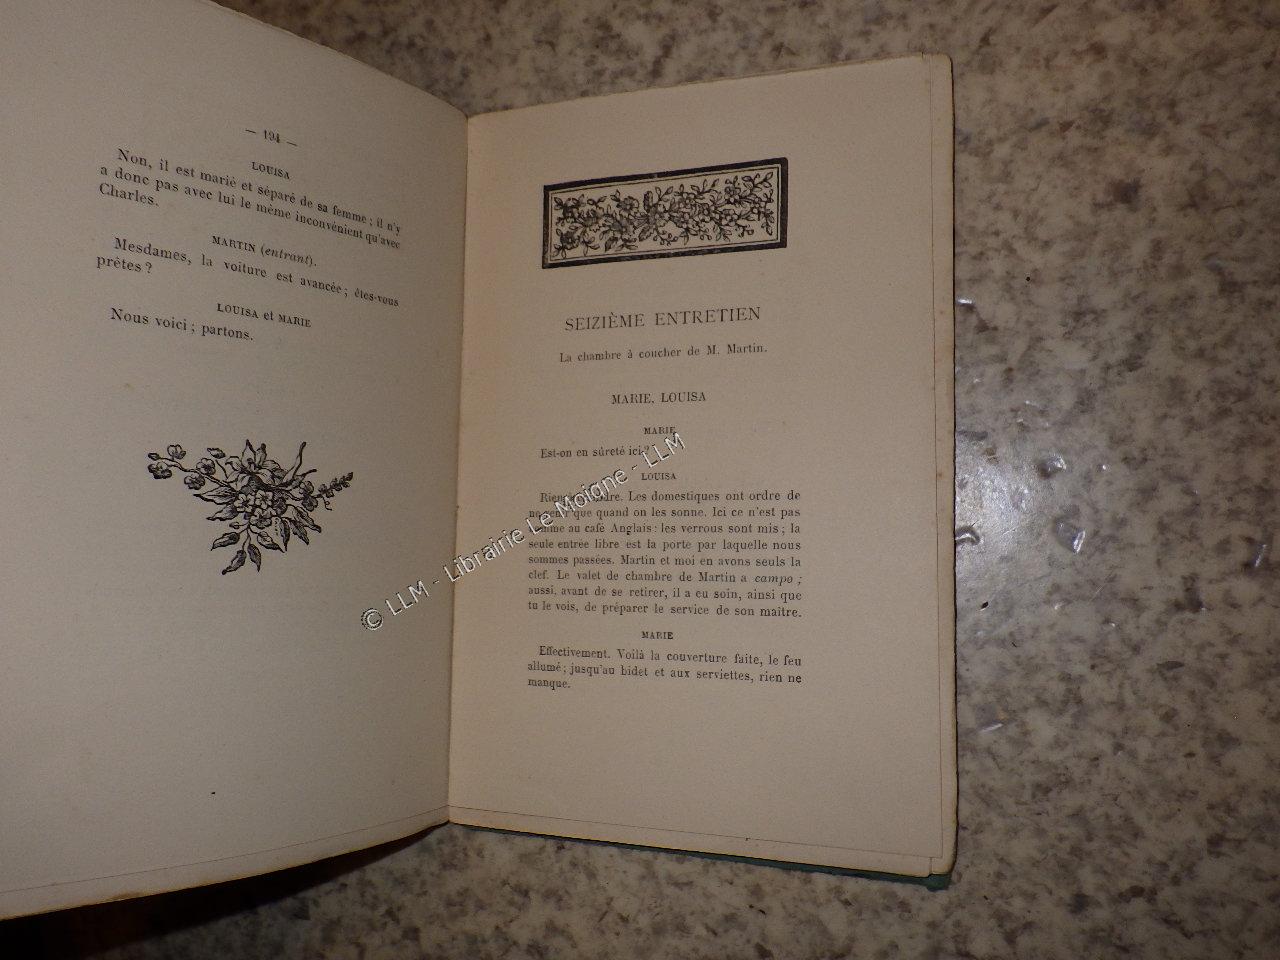 — 194 —
LOUISA
Non, il est marié et séparé de sa femme ; il n'y
a donc pas avec lui le même inconvénient qu'avec
Charles.
MARTIN (entrant).
Mesdames, la voiture est avancée ; êtes-vous
prêtes ?
LOUISA et MARIE
Nous voici ; partons.
SEIZIÈME ENTRETIEN
La chambre à coucher de M. Martin.
MARIE, LOUISA
MARIE
Est-on en sûreté ici ?
LOUISA
Rien à craindre. Les domestiques ont ordre de
ne venir que quand on les sonne. Ici ce n'est pas
comme au café Anglais : les verrous sont mis ; la
seule entrée libre est la porte par laquelle nous
sommes passées. Martin et moi en avons seuls la
clef. Le valet de chambre de Martin a campo ;
aussi, avant de se retirer, il a eu soin, ainsi que
tu le vois, de préparer le service de son maître.
MARIE
Effectivement. Voilà la couverture faite, le feu
allumé ; jusqu'au bidet et aux serviettes, rien ne
manque.
© LLM - Librairie Le Moigne - LLM